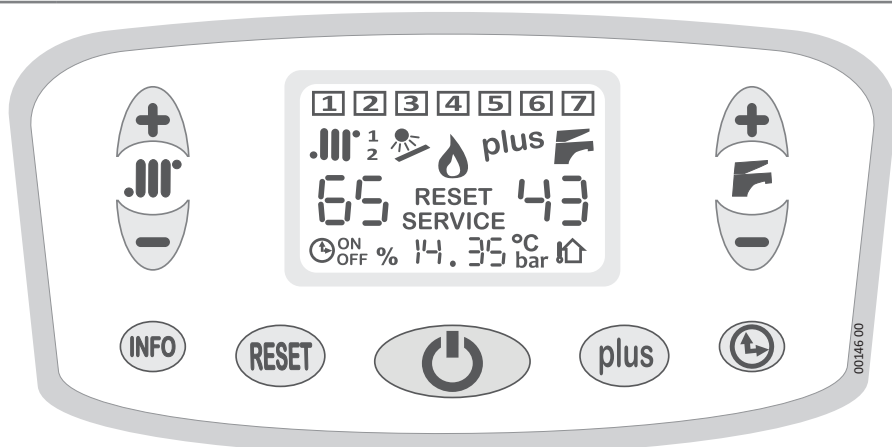 1 2 3 4 5 6 7
1
2
plus
65 RESET 43
SERVICE
ON
OFF % 14.35 °C
bar
INFO RESET plus
00146 00